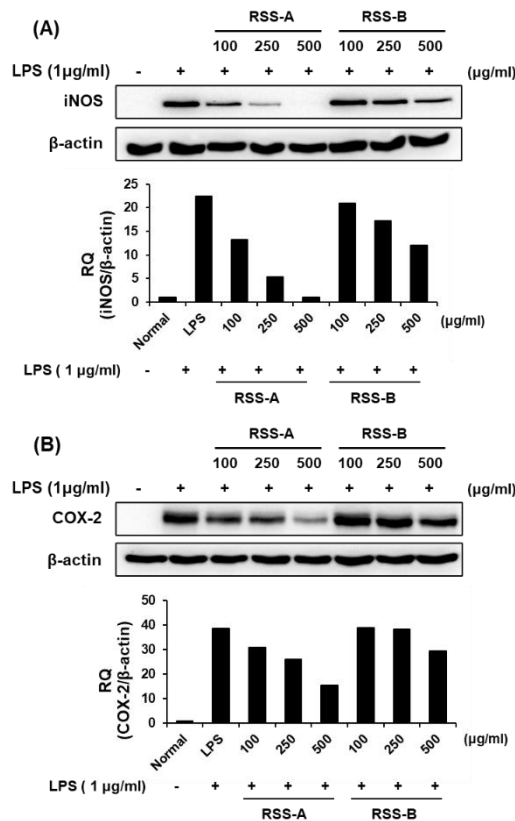 (A)
RSS-A RSS-B
100 250 500 100 250 500
LPS (1μg/ml) - + + + + + + + (μg/ml)
iNOS
β-actin
RQ
(iNOS/β-actin)
25
20
15
10
5
0
Normal LPS 100 250 500 100 250 500 (μg/ml)
LPS ( 1 μg/ml) - + + + + + + +
RSS-A RSS-B
(B)
RSS-A RSS-B
100 250 500 100 250 500
LPS (1μg/ml) - + + + + + + + (μg/ml)
COX-2
β-actin
RQ
(COX-2/β-actin)
50
40
30
20
10
0
Normal LPS 100 250 500 100 250 500 (μg/ml)
LPS ( 1 μg/ml) - + + + + + + +
RSS-A RSS-B